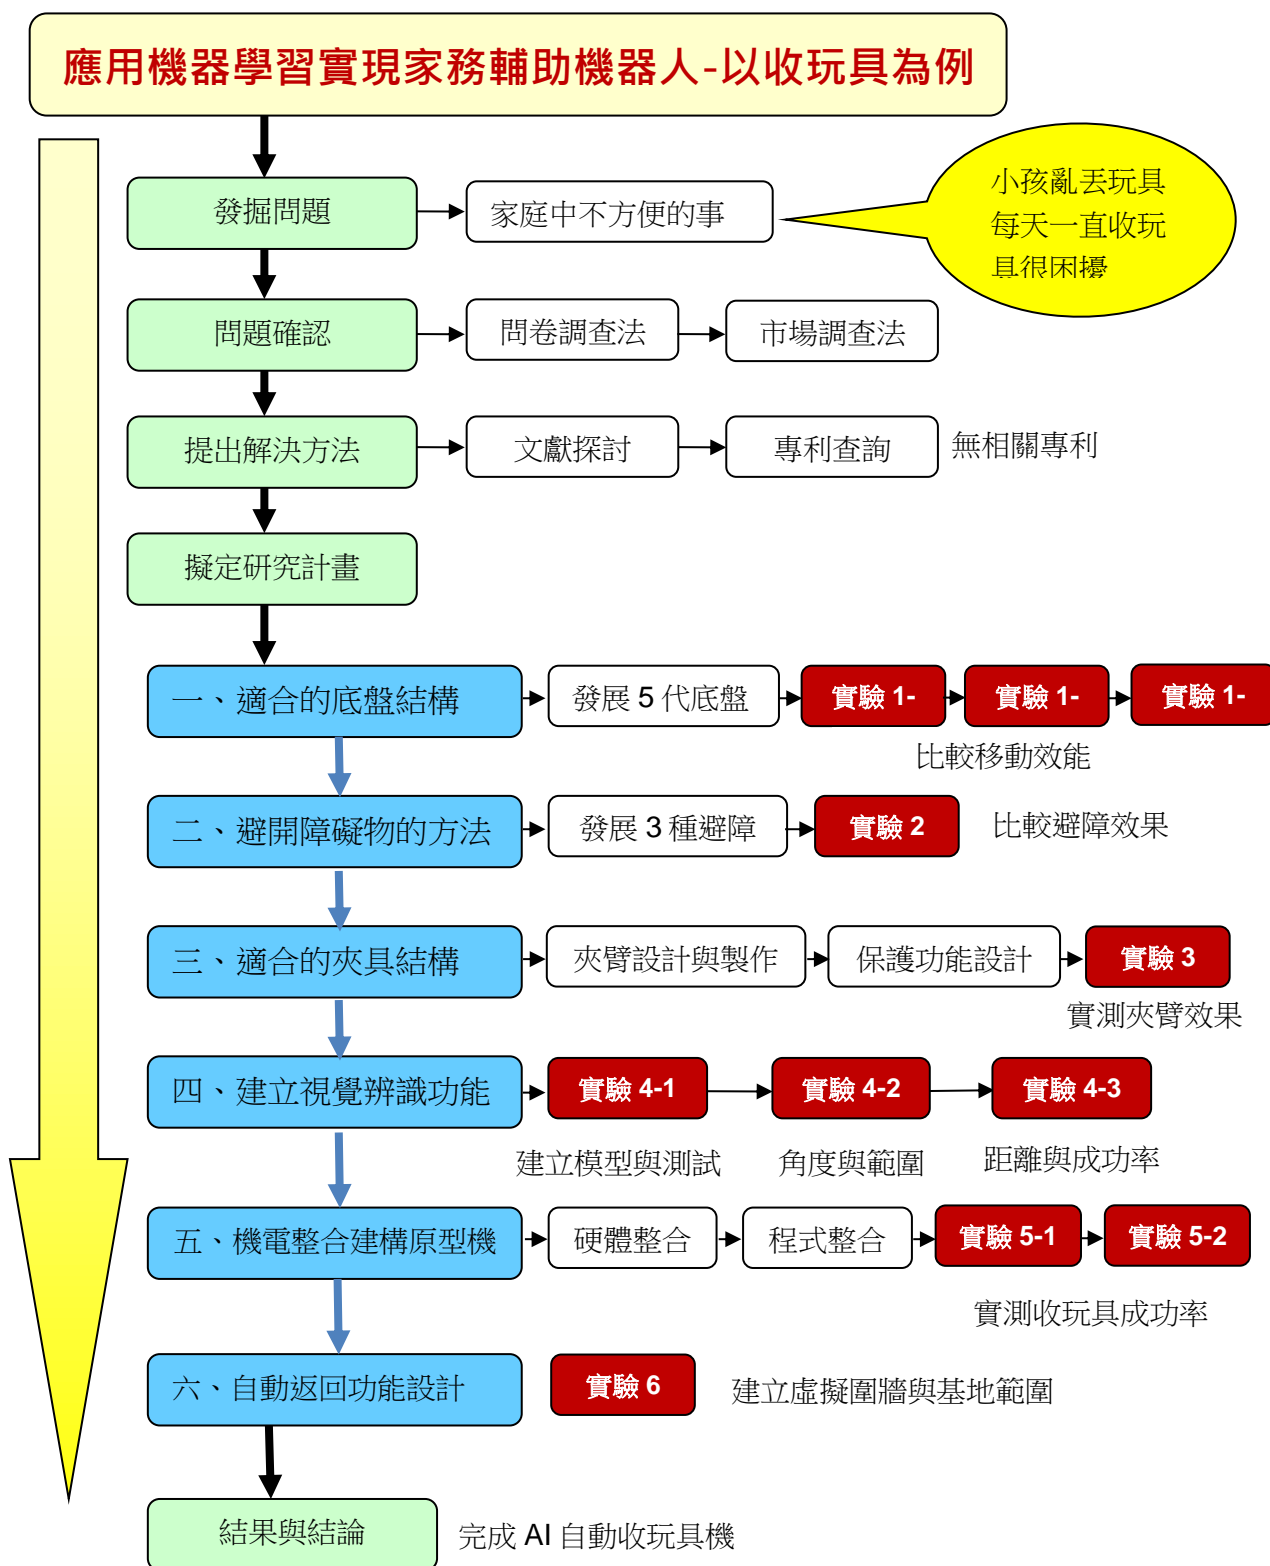 應用機器學習實現家務輔助機器人-以收玩具為例
發掘問題
家庭中不方便的事
小孩亂丟玩具
每天一直收玩
具很困擾
問題確認
問卷調查法
市場調查法
提出解決方法
文獻探討
專利查詢
無相關專利
擬定研究計畫
一、適合的底盤結構
發展 5 代底盤
實驗 1-
實驗 1-
實驗 1-
比較移動效能
二、避開障礙物的方法
發展 3 種避障
實驗 2
比較避障效果
三、適合的夾具結構
夾臂設計與製作
保護功能設計
實驗 3
實測夾臂效果
四、建立視覺辨識功能
實驗 4-1
實驗 4-2
實驗 4-3
建立模型與測試
角度與範圍
距離與成功率
五、機電整合建構原型機
硬體整合
程式整合
實驗 5-1
實驗 5-2
實測收玩具成功率
六、自動返回功能設計
實驗 6
建立虛擬圍牆與基地範圍
結果與結論
完成 AI 自動收玩具機